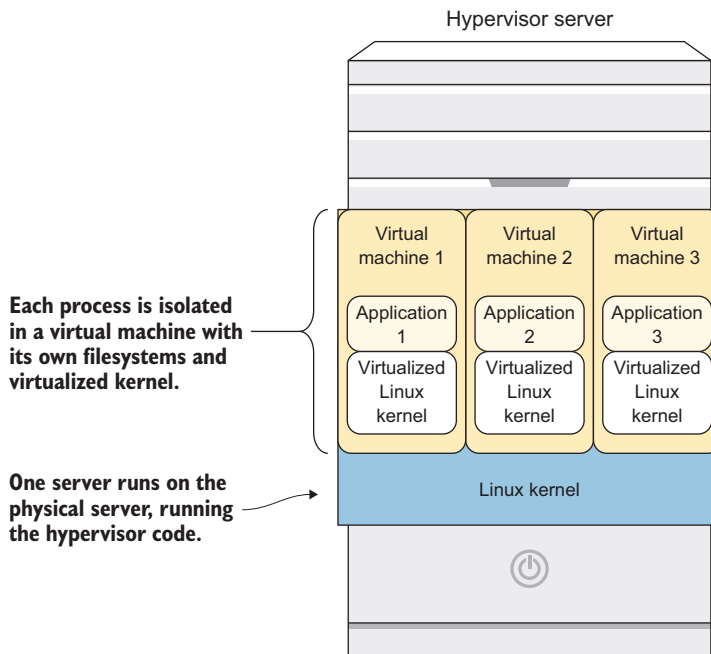 Hypervisor server
Virtual
machine 1
Virtual
machine 2
Virtual
machine 3
Each process is isolated
in a virtual machine with
its own filesystems and
virtualized kernel.
Application
1
Application
2
Application
3
Virtualized
Linux
kernel
Virtualized
Linux
kernel
Virtualized
Linux
kernel
One server runs on the
physical server, running
the hypervisor code.
Linux kernel